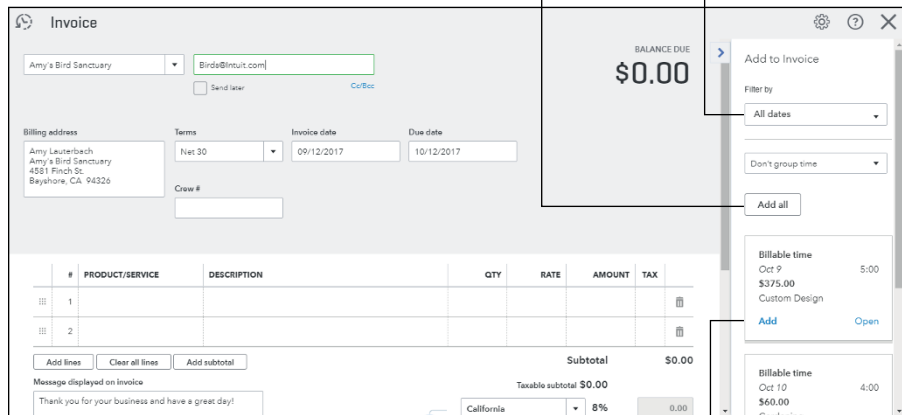 Invoice
Amy's Bird Sanctuary
Birds@Intuit.com
Send later
Cc/Bcc
BALANCE DUE
$0.00
Billing address
Amy Lauterbach
Amy's Bird Sanctuary
4581 Finch St.
Bayshore, CA 94326
Terms
Net 30
Invoice date
09/12/2017
Due date
10/12/2017
Crew #
# PRODUCT/SERVICE DESCRIPTION QTY RATE AMOUNT TAX
1
2
Add lines Clear all lines Add subtotal
Subtotal $0.00
Message displayed on invoice
Thank you for your business and have a great day!
Taxable subtotal $0.00
California 8% 0.00
Add to Invoice
Filter by
All dates
Don't group time
Add all
Billable time
Oct 9 5:00
$375.00
Custom Design
Add Open
Billable time
Oct 10 4:00
$60.00